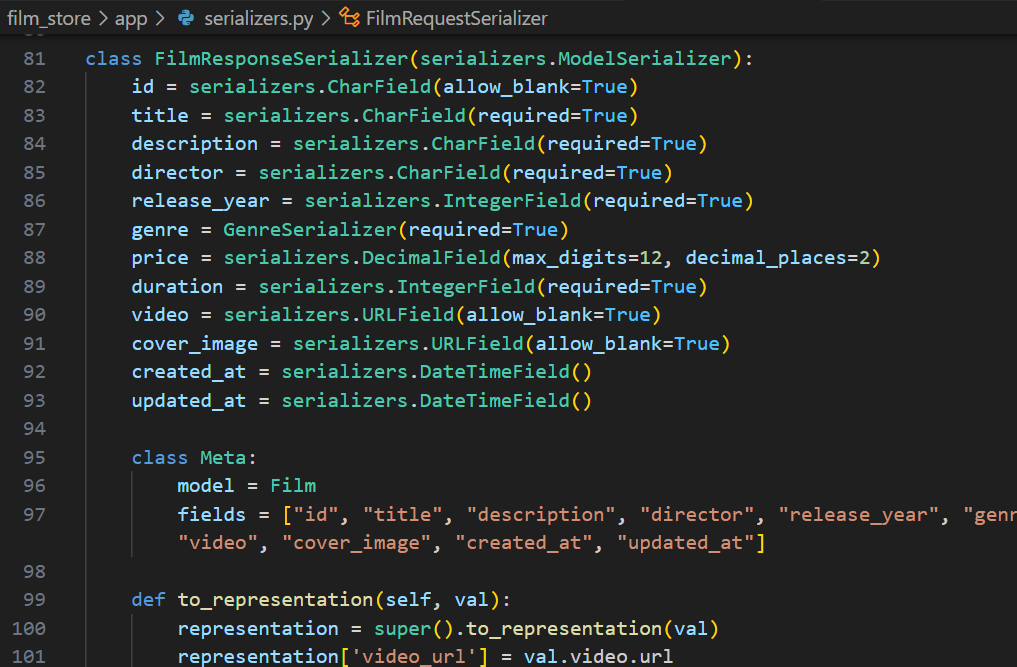 film_store > app > serializers.py > FilmRequestSerializer
81 class FilmResponseSerializer(serializers.ModelSerializer):
82 id = serializers.CharField(allow_blank=True)
83 title = serializers.CharField(required=True)
84 description = serializers.CharField(required=True)
85 director = serializers.CharField(required=True)
86 release_year = serializers.IntegerField(required=True)
87 genre = GenreSerializer(required=True)
88 price = serializers.DecimalField(max_digits=12, decimal_places=2)
89 duration = serializers.IntegerField(required=True)
90 video = serializers.URLField(allow_blank=True)
91 cover_image = serializers.URLField(allow_blank=True)
92 created_at = serializers.DateTimeField()
93 updated_at = serializers.DateTimeField()
94
95 class Meta:
96 model = Film
97 fields = ["id", "title", "description", "director", "release_year", "genr
"video", "cover_image", "created_at", "updated_at"]
98
99 def to_representation(self, val):
100 representation = super().to_representation(val)
101 representation['video_url'] = val.video.url